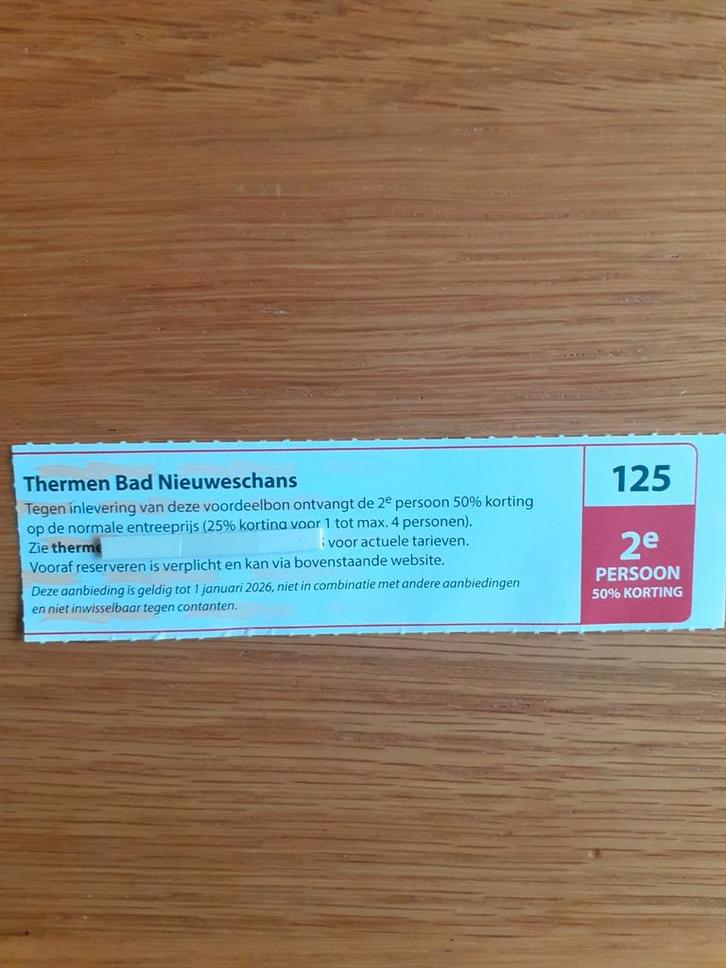 Thermen Bad Nieuweschans
Tegen inlevering van deze voordeelbon ontvangt de 2e persoon 50% korting
op de normale entreeprijs (25% korting voor 1 tot max. 4 personen).
Zie therme voor actuele tarieven.
Vooraf reserveren is verplicht en kan via bovenstaande website.
Deze aanbieding is geldig tot 1 januari 2026, niet in combinatie met andere aanbiedingen
en niet inwisselbaar tegen contanten.
125
2e
PERSOON
50% KORTING